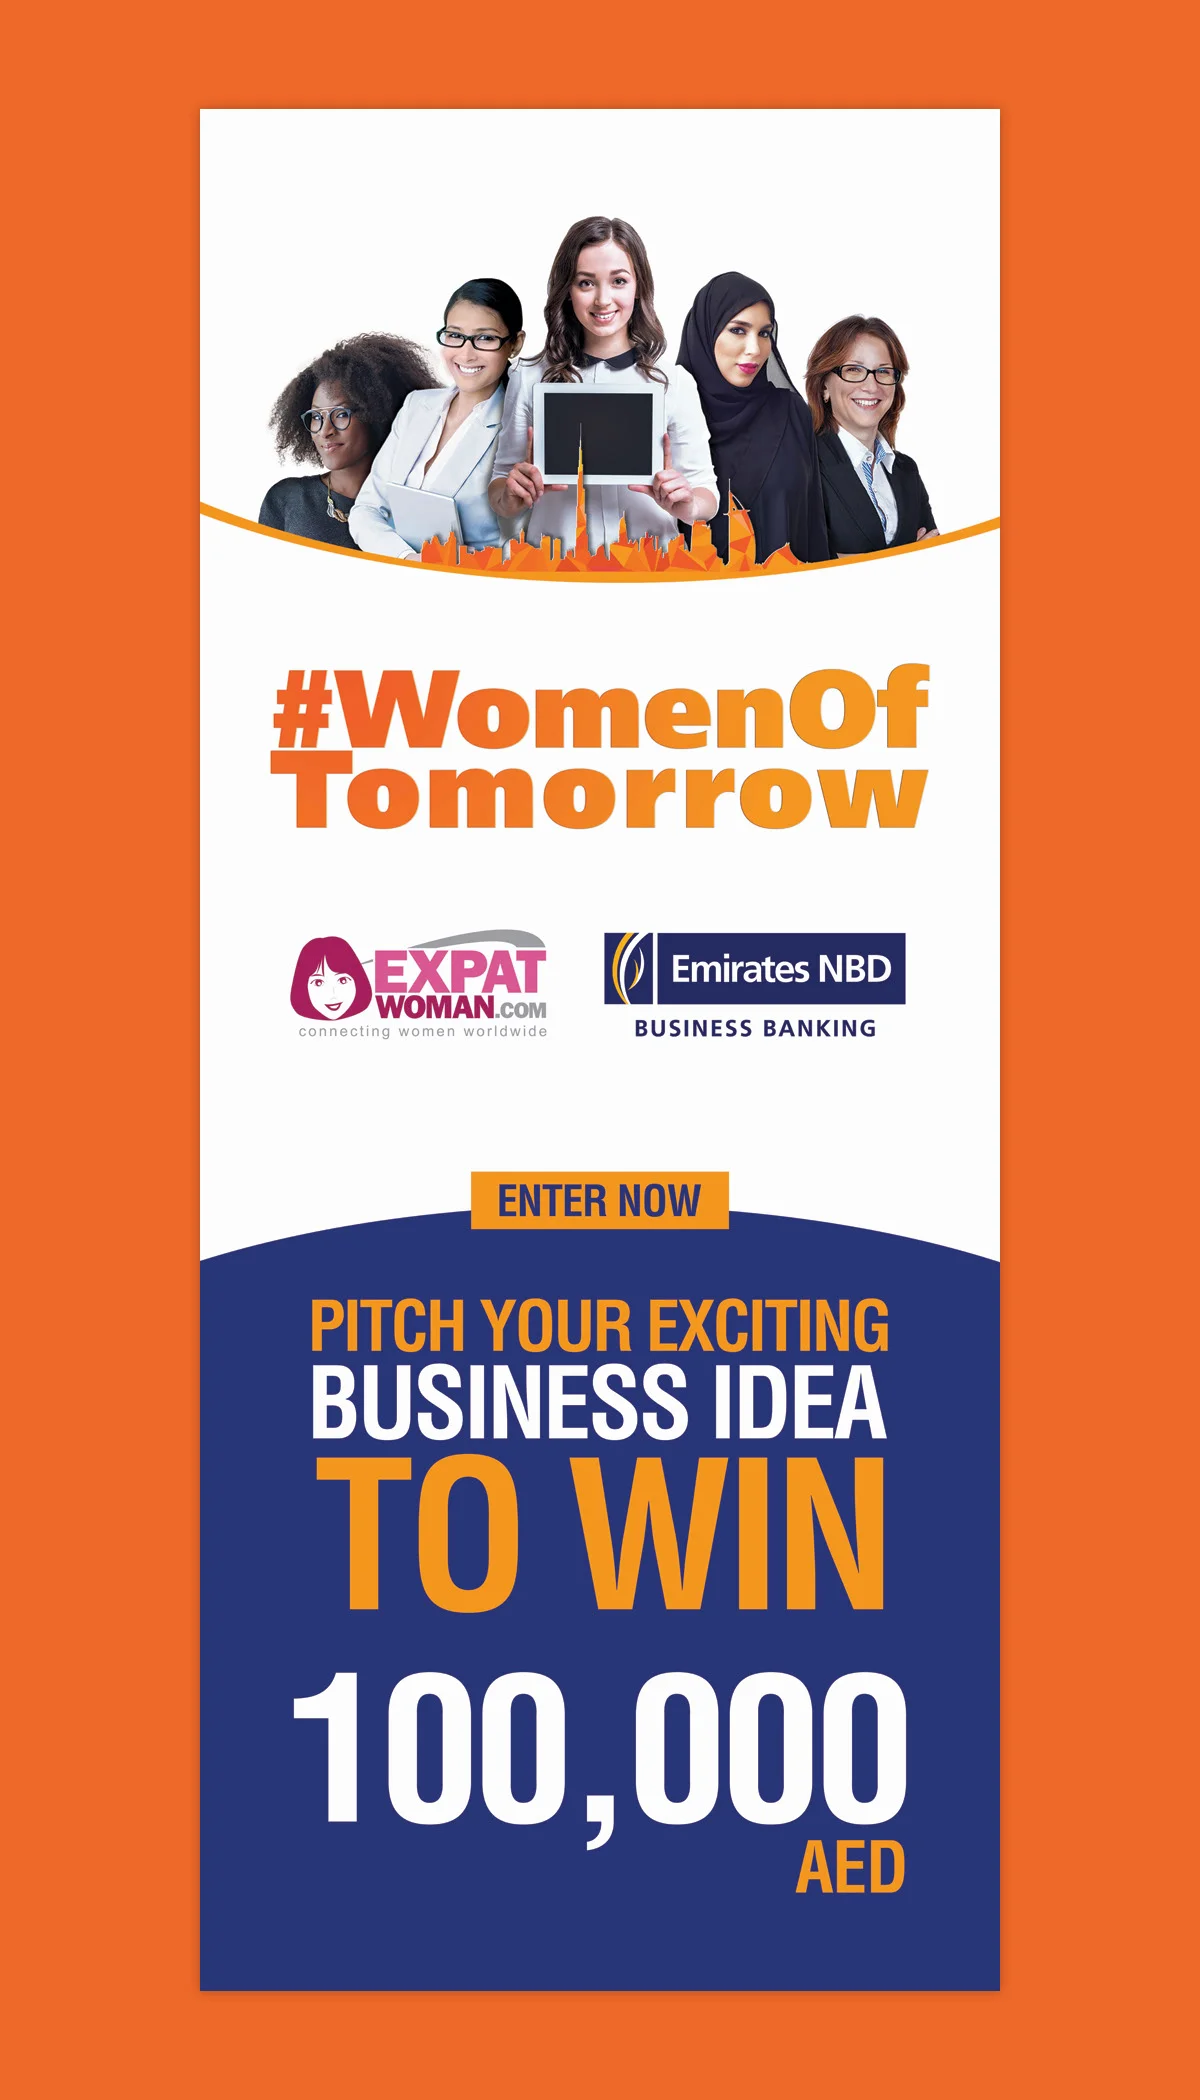 #WomenOf
Tomorrow
EXPAT
WOMAN.COM
connecting women worldwide
Emirates NBD
BUSINESS BANKING
ENTER NOW
PITCH YOUR EXCITING
BUSINESS IDEA
TO WIN
100,000
AED